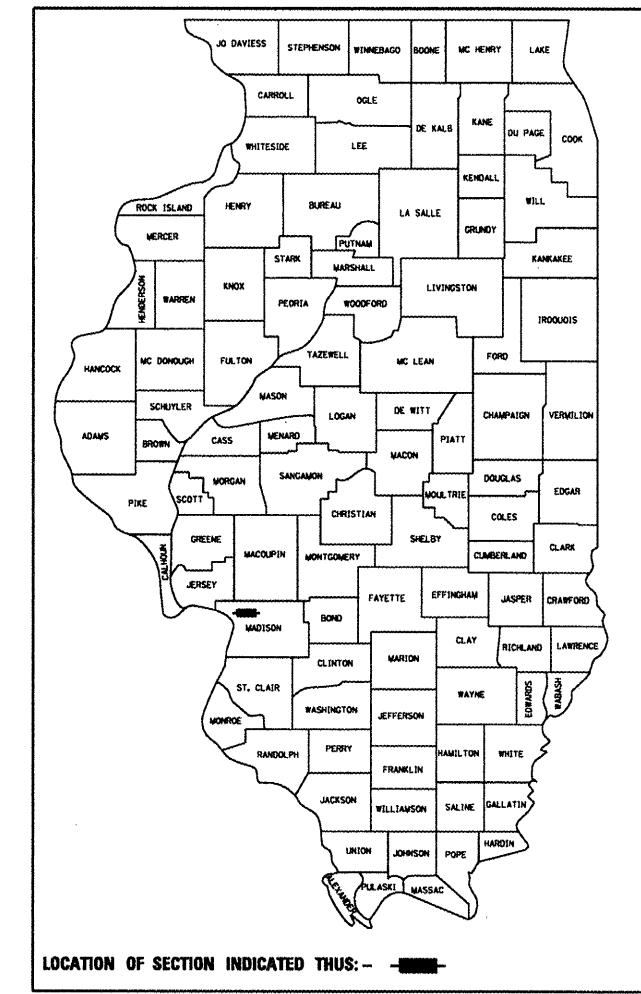 JO DAVIESS STEPHENSON WINNEBAGO BOONE MC HENRY LAKE
CARROLL OGLE DE KALB KANE DU PAGE COOK
WHITESIDE LEE KENDALL
ROCK ISLAND HENRY BUREAU LA SALLE GRUNDY WILL
MERCER PUTNAM
STARK MARSHALL KANKAKEE
HENDERSON WARREN KNOX PEORIA WOODFORD LIVINGSTON IROQUOIS
HANCOCK MC DONOUGH FULTON TAZEWELL MC LEAN FORD
MASON
SCHUYLER LOGAN DE WITT CHAMPAIGN VERMILION
ADAMS BROWN CASS MENARD MACON PIATT
PIKE SCOTT MORGAN SANGAMON MOULTRIE DOUGLAS EDGAR
CHRISTIAN COLES
CALHOUN GREENE MACOUPIN MONTGOMERY SHELBY CUMBERLAND CLARK
JERSEY FAYETTE EFFINGHAM JASPER CRAWFORD
MADISON BOND
CLAY RICHLAND LAWRENCE
CLINTON MARION
ST. CLAIR WAYNE EDWARDS WABASH
MONROE WASHINGTON JEFFERSON
RANDOLPH PERRY HAMILTON WHITE
FRANKLIN
JACKSON WILLIAMSON SALINE GALLATIN
UNION JOHNSON POPE HARDIN
ALEXANDER PULASKI MASSAC
LOCATION OF SECTION INDICATED THUS:-